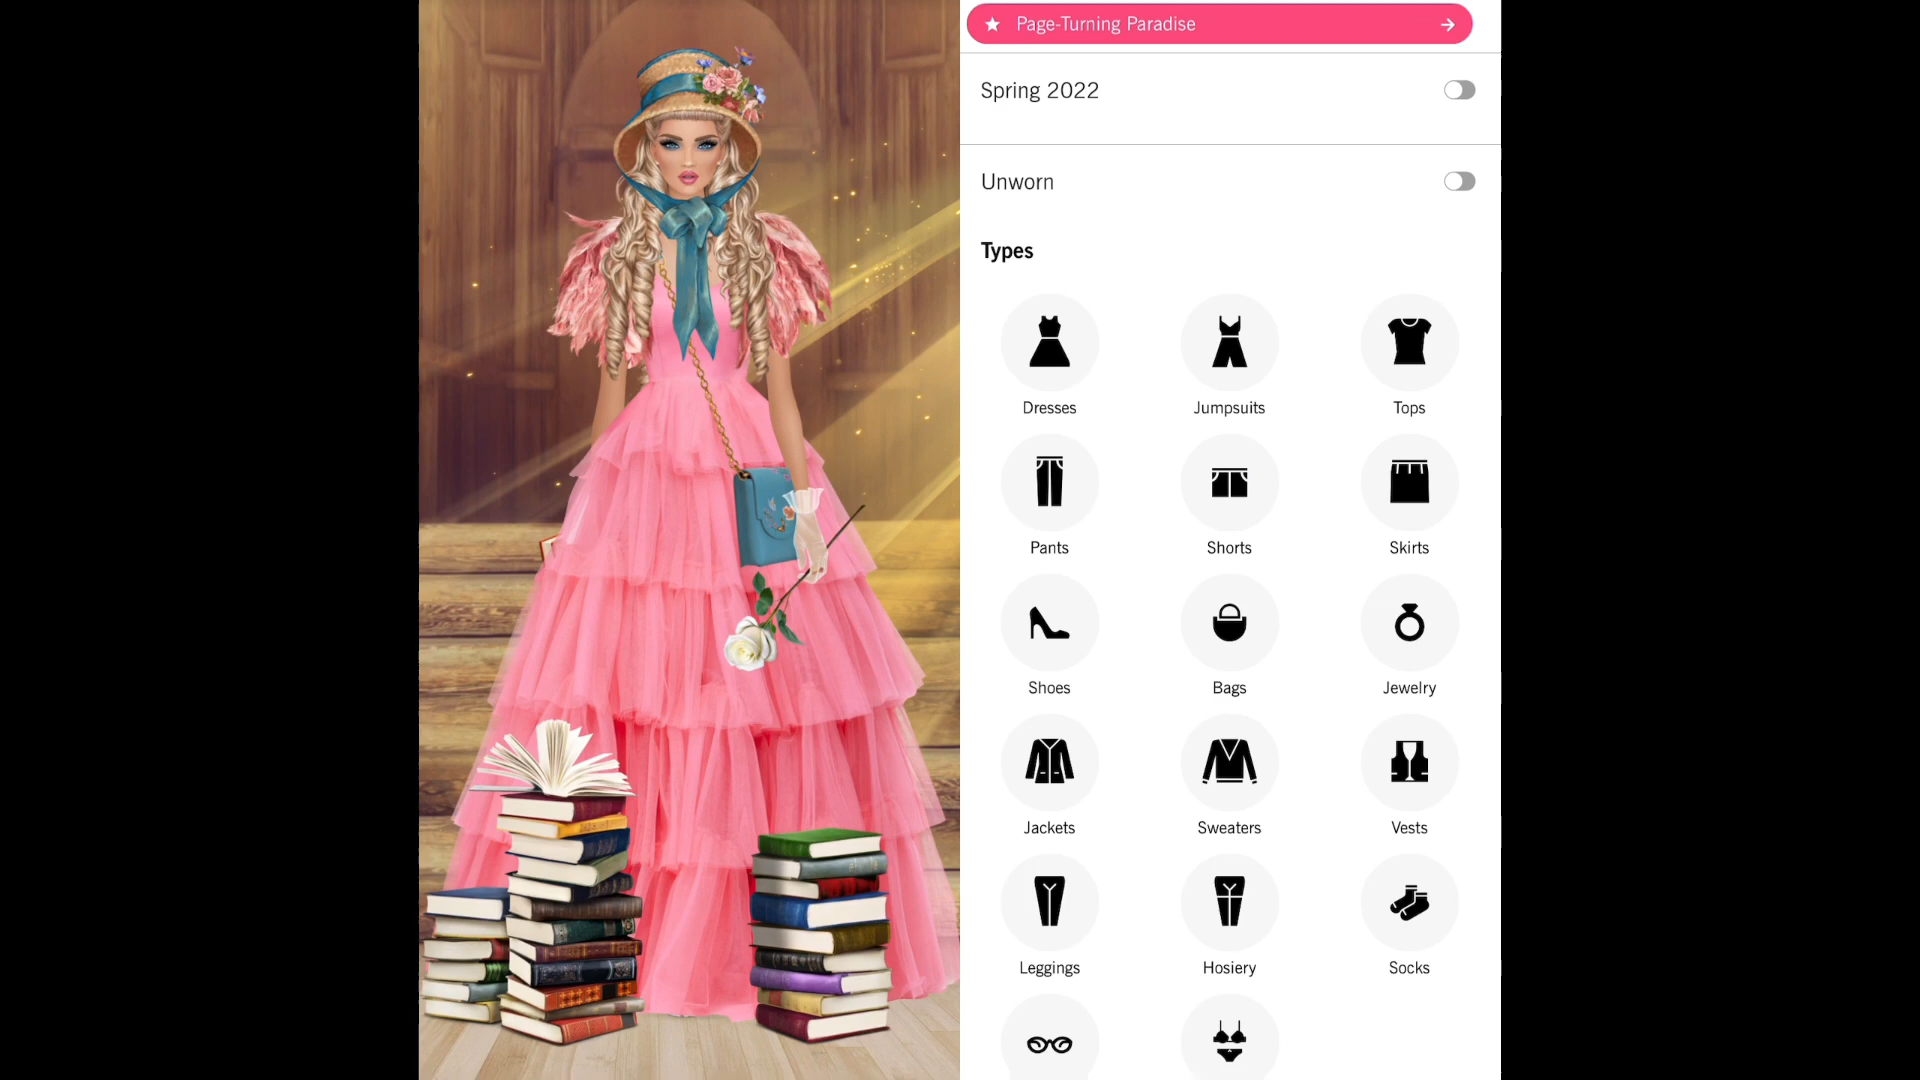 Page-Turning Paradise
Spring 2022
Unworn
Types
Dresses Jumpsuits Tops
Pants Shorts Skirts
Shoes Bags Jewelry
Jackets Sweaters Vests
Leggings Hosiery Socks